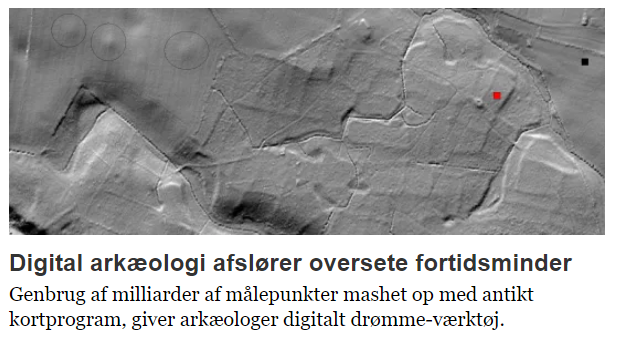 Digital arkæologi afslører oversete fortidsminder
Genbrug af milliarder af målepunkter mashet op med antikt
kortprogram, giver arkæologer digitalt drømme-værktøj.